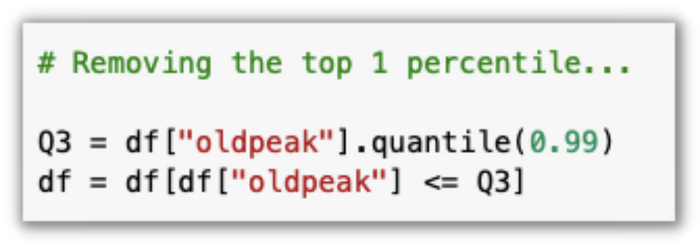 # Removing the top 1 percentile...
Q3 = df["oldpeak"].quantile(0.99)
df = df[df["oldpeak"] <= Q3]